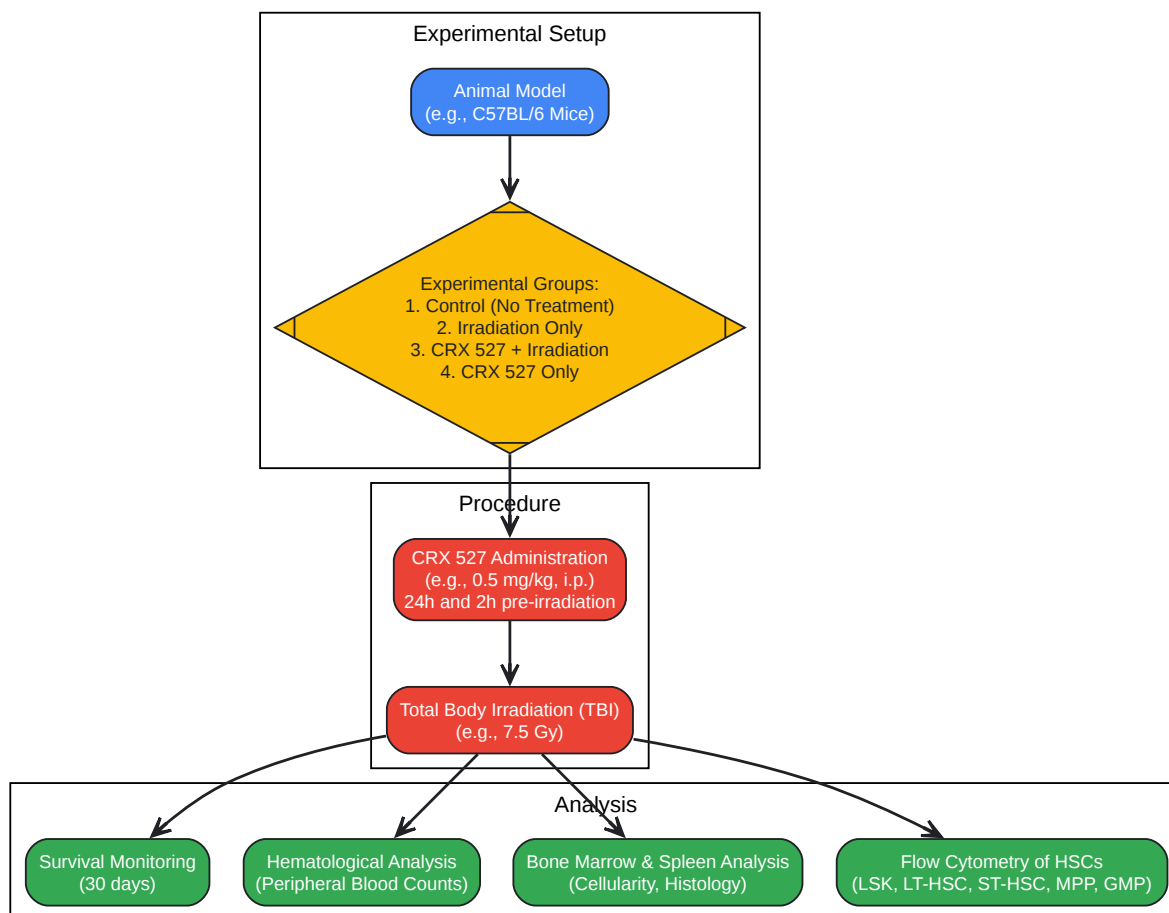 Experimental Setup
Animal Model
(e.g., C57BL/6 Mice)
Experimental Groups:
1. Control (No Treatment)
2. Irradiation Only
3. CRX 527 + Irradiation
4. CRX 527 Only
Procedure
CRX 527 Administration
(e.g., 0.5 mg/kg, i.p.)
24h and 2h pre-irradiation
Total Body Irradiation (TBI)
(e.g., 7.5 Gy)
Analysis
Survival Monitoring
(30 days)
Hematological Analysis
(Peripheral Blood Counts)
Bone Marrow & Spleen Analysis
(Cellularity, Histology)
Flow Cytometry of HSCs
(LSK, LT-HSC, ST-HSC, MPP, GMP)